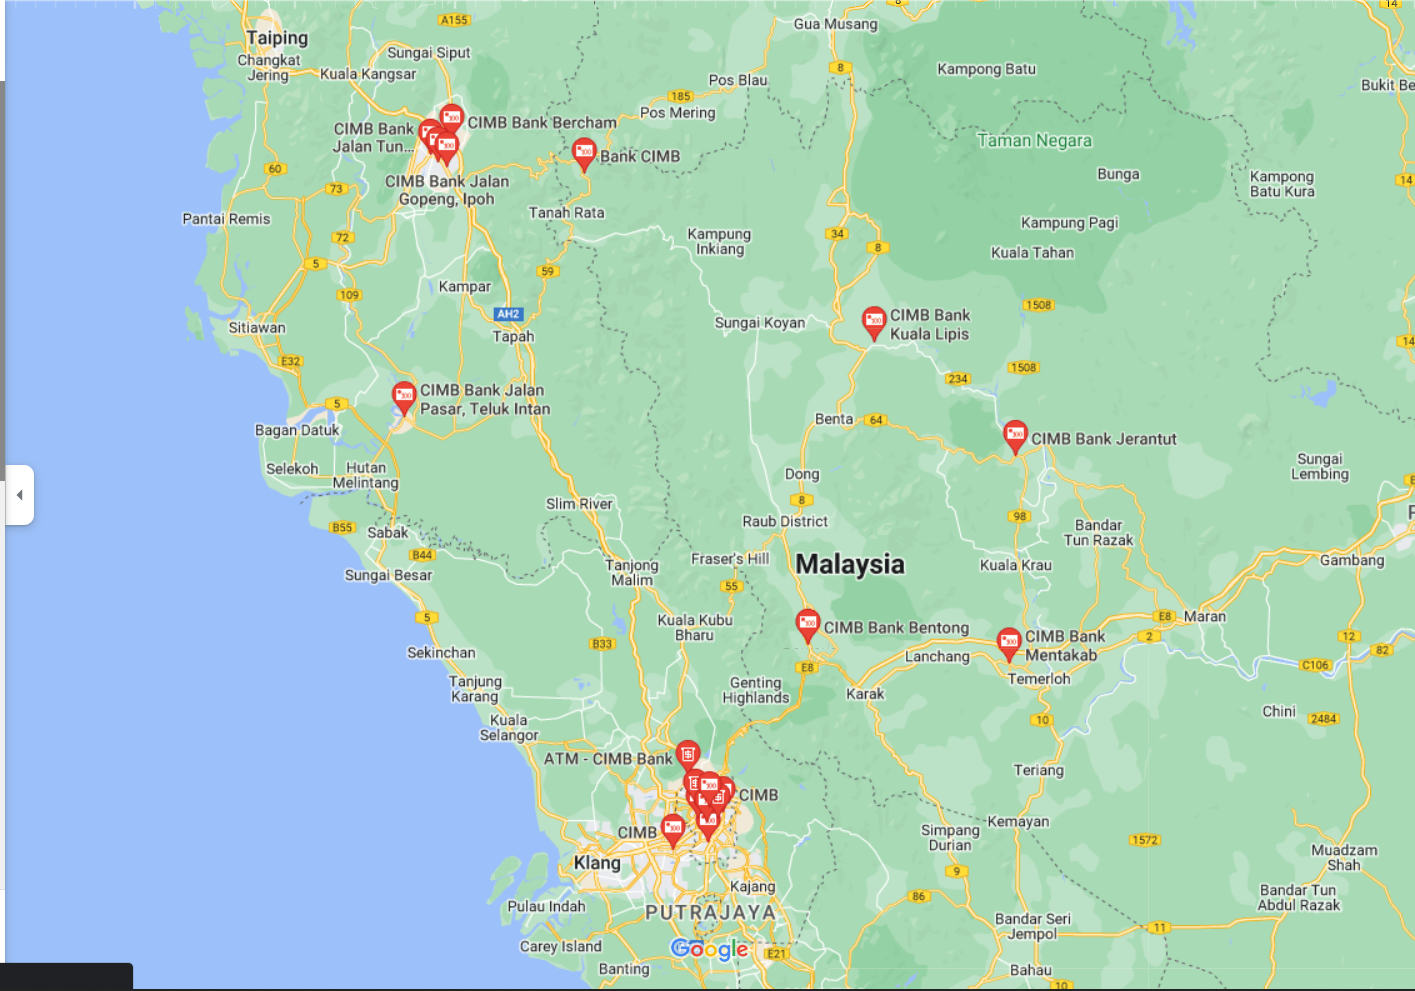 14
8
A155
Gua Musang
Taiping
Sungai Siput
Changkat
Jering
Kuala Kangsar
8
Kampong Batu
Pos Blau
Bukit Be
185
Pos Mering
CIMB Bank Bercham
CIMB Bank
Jalan Tun...
Taman Negara
Bank CIMB
60
Bunga
Kampong
Batu Kura
14
CIMB Bank Jalan
Gopeng, Ipoh
73
Pantai Remis
Tanah Rata
Kampung Pagi
72
Kampung
Inkiang
34
8
Kuala Tahan
5
59
Kampar
109
1508
AH2
Sitiawan
Tapah
Sungai Koyan
CIMB Bank
Kuala Lipis
14
E32
1508
234
CIMB Bank Jalan
Pasar, Teluk Intan
5
Benta
64
Bagan Datuk
CIMB Bank Jerantut
Selekoh
Hutan
Melintang
Dong
Sungai
Lembing
8
Slim River
98
B55
Sabak
Raub District
Bandar
Tun Razak
B44
Fraser's Hill
Malaysia
Kuala Krau
Gambang
Sungai Besar
Tanjong
Malim
55
5
Kuala Kubu
Bharu
CIMB Bank Bentong
E8
Maran
B33
CIMB Bank
Mentakab
2
12
82
Sekinchan
Lanchang
C106
E8
Temerloh
Tanjung
Karang
Genting
Highlands
Karak
Kuala
Selangor
10
Chini
2484
ATM - CIMB Bank
Teriang
CIMB
CIMB
Simpang
Durian
Kemayan
1572
Klang
Muadzam
Shah
9
Kajang
86
Bandar Tun
Abdul Razak
Pulau Indah
PUTRAJAYA
Bandar Seri
Jempol
11
Carey Island
Google
E21
Banting
Bahau
10